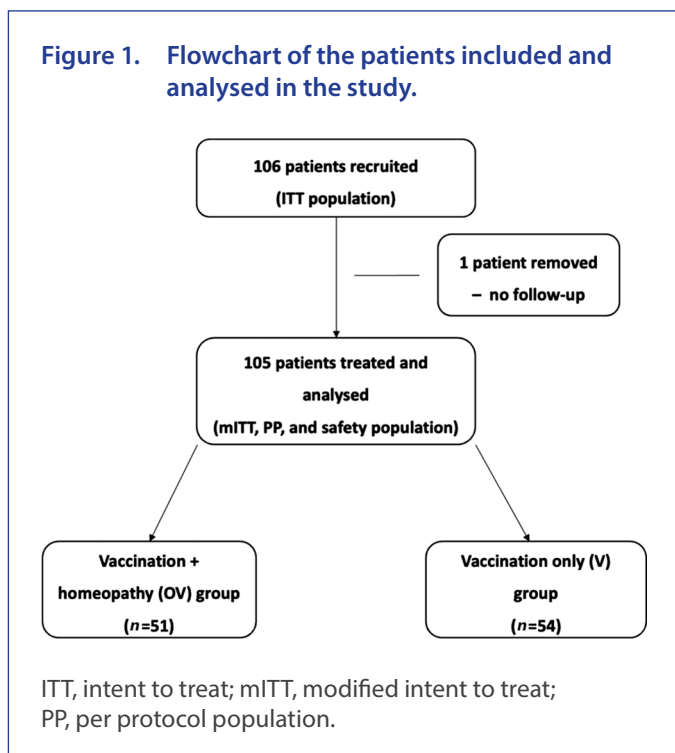 Figure 1. Flowchart of the patients included and
analysed in the study.
106 patients recruited
(ITT population)
1 patient removed
– no follow-up
105 patients treated and
analysed
(mITT, PP, and safety population)
Vaccination +
homeopathy (OV) group
(n=51)
Vaccination only (V)
group
(n=54)
ITT, intent to treat; mITT, modified intent to treat;
PP, per protocol population.